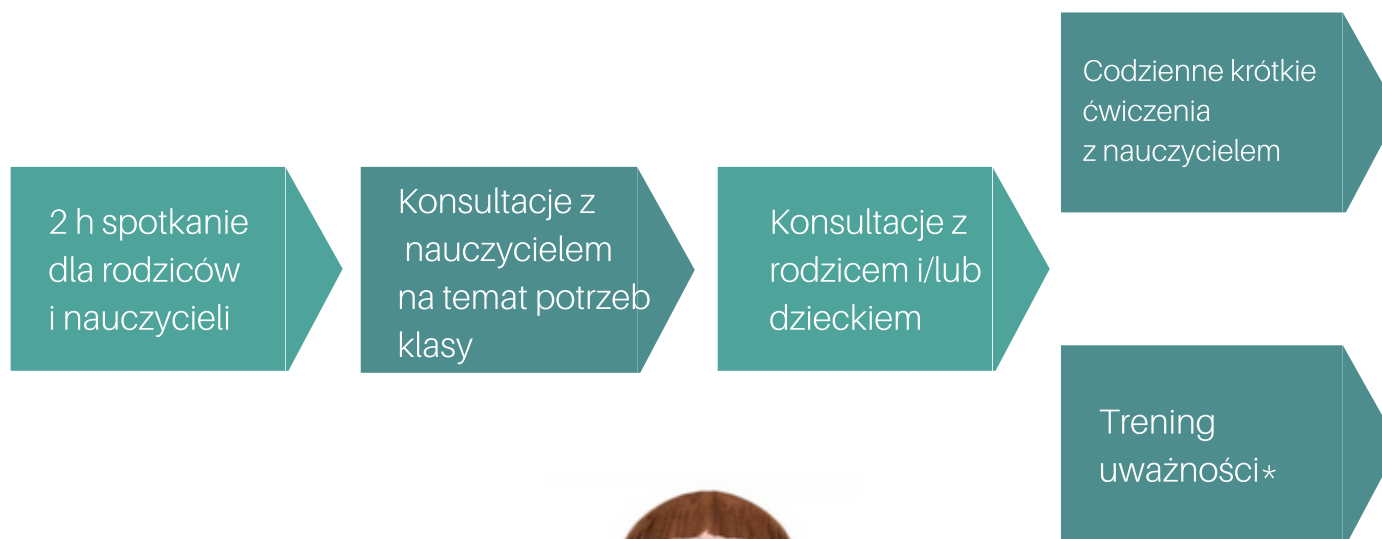 2 h spotkanie
dla rodziców
i nauczycieli
Konsultacje z
nauczycielem
na temat potrzeb
klasy
Konsultacje z
rodzicem i/lub
dzieckiem
Codzienne krótkie
ćwiczenia
z nauczycielem
Trening
uważności*